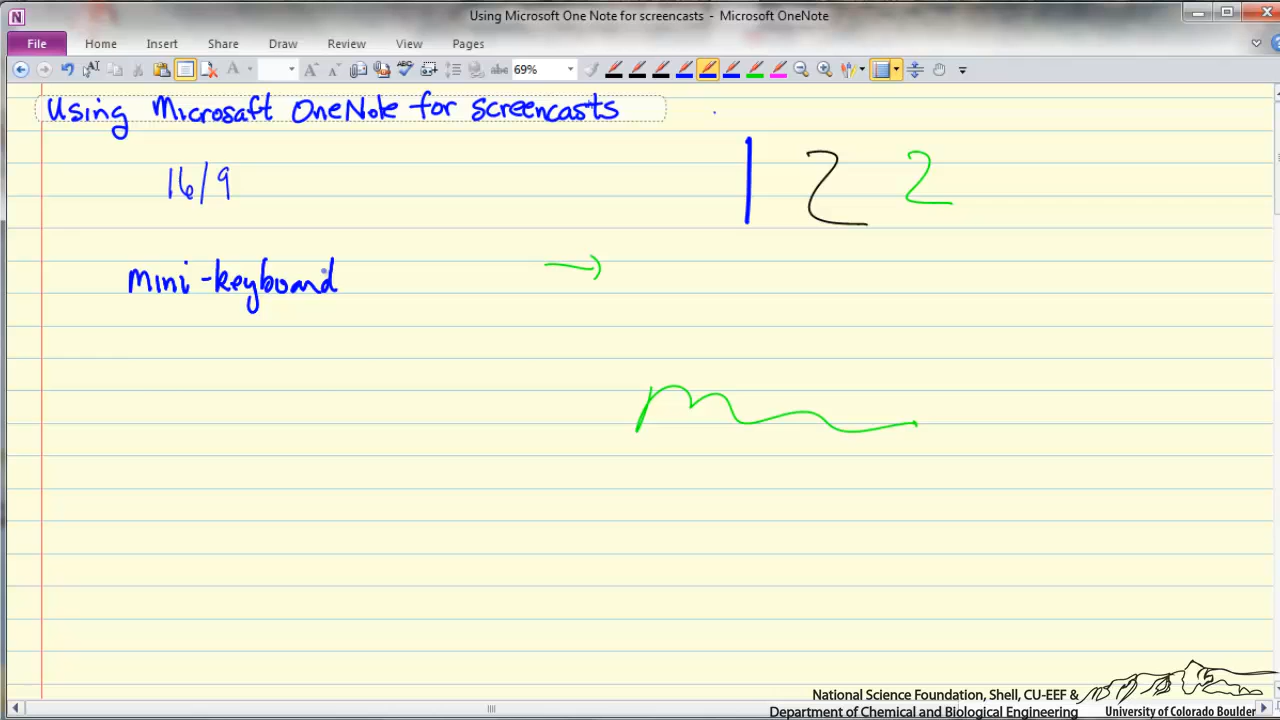 Using Microsoft One Note for screencasts - Microsoft OneNote
File Home Insert Share Draw Review View Pages
69%
Using Microsoft OneNote for screencasts
1 2 2
16/9
mini-keyboard
National Science Foundation, Shell, CU-EEF &
Department of Chemical and Biological Engineering
University of Colorado Boulder